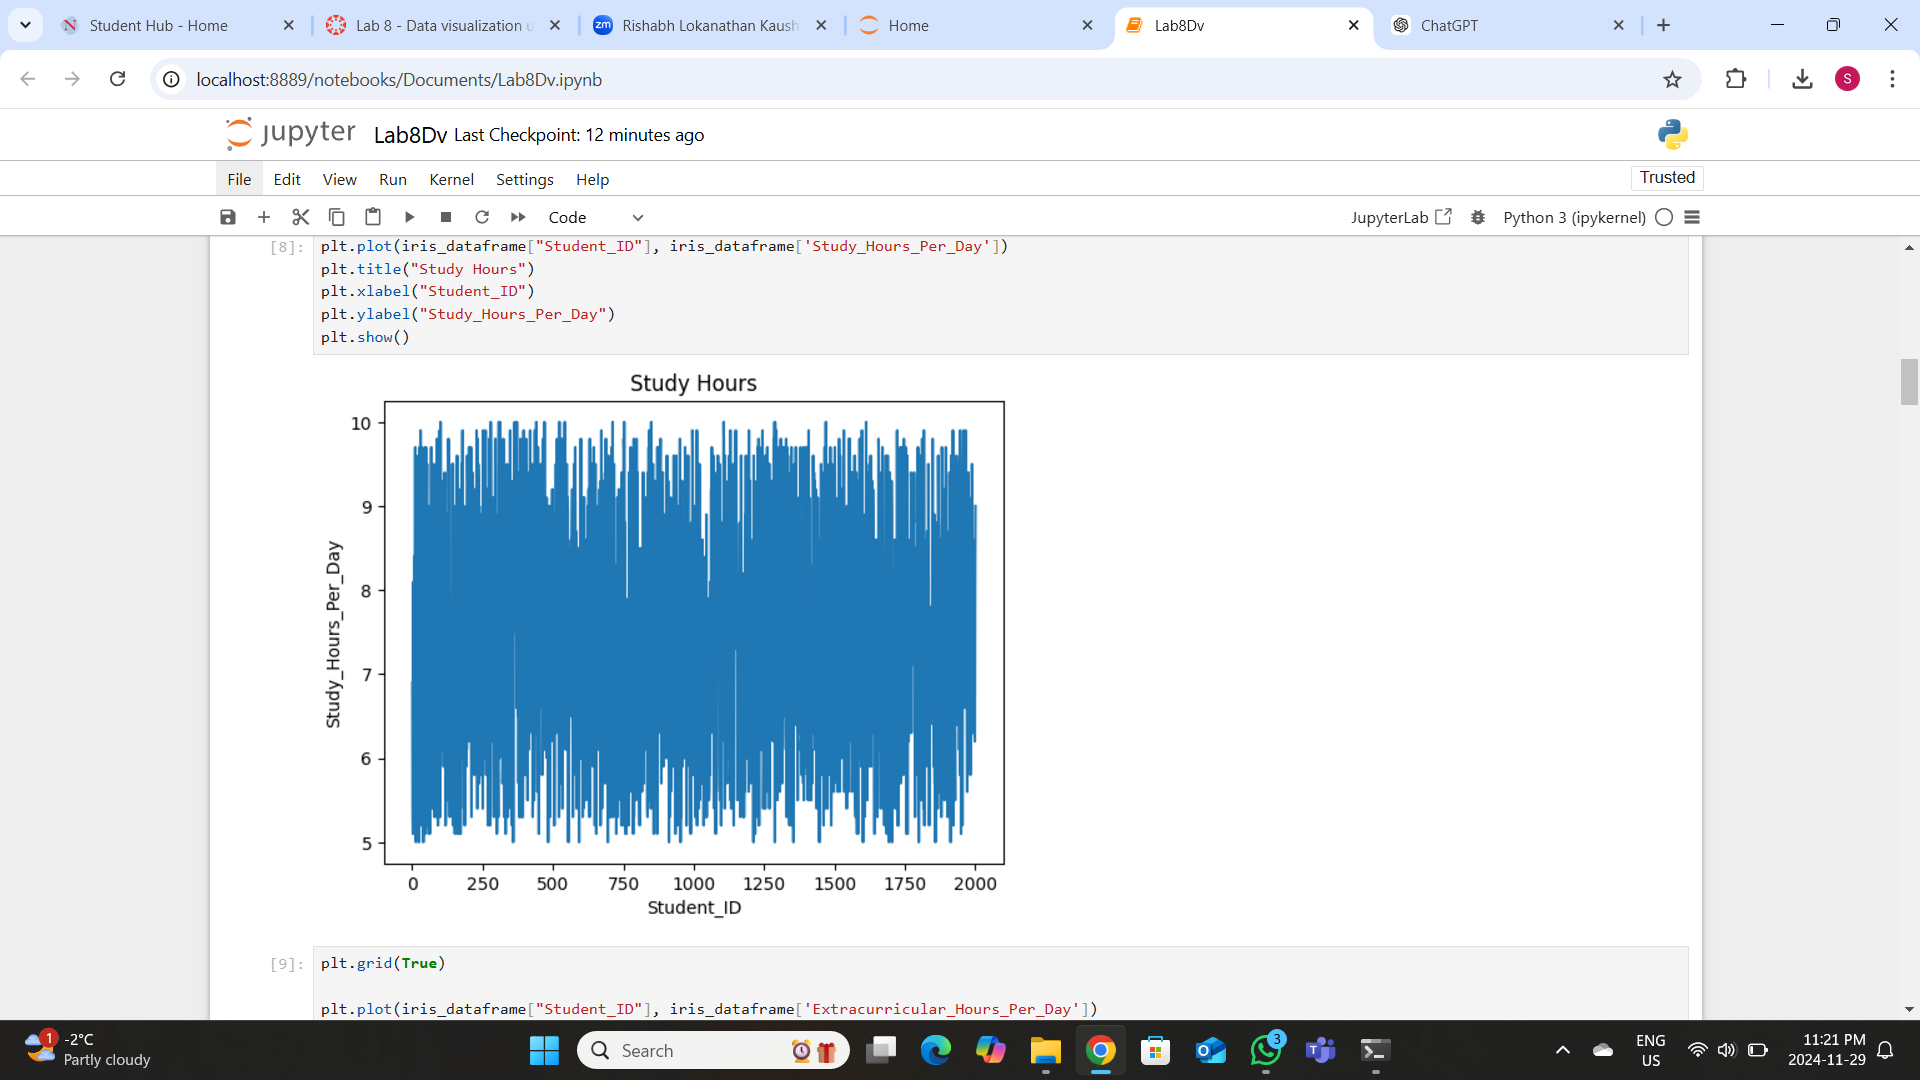 Student Hub - Home
Lab 8 - Data visualization u
zm
Rishabh Lokanathan Kaush
Home
Lab8Dv
ChatGPT
localhost:8889/notebooks/Documents/Lab8Dv.ipynb
S
jupyter
Lab8Dv Last Checkpoint: 12 minutes ago
File Edit View Run Kernel Settings Help
Trusted
Code
JupyterLab
Python 3 (ipykernel)
[8]:
plt.plot(iris_dataframe["Student_ID"], iris_dataframe['Study_Hours_Per_Day'])
plt.title("Study Hours")
plt.xlabel("Student_ID")
plt.ylabel("Study_Hours_Per_Day")
plt.show()
Study Hours
10
9
8
7
6
5
Study_Hours_Per_Day
0 250 500 750 1000 1250 1500 1750 2000
Student_ID
[9]:
plt.grid(True)
plt.plot(iris_dataframe["Student_ID"], iris_dataframe['Extracurricular_Hours_Per_Day'])
1
-2°C
Partly cloudy
Search
3
ENG
US
11:21 PM
2024-11-29